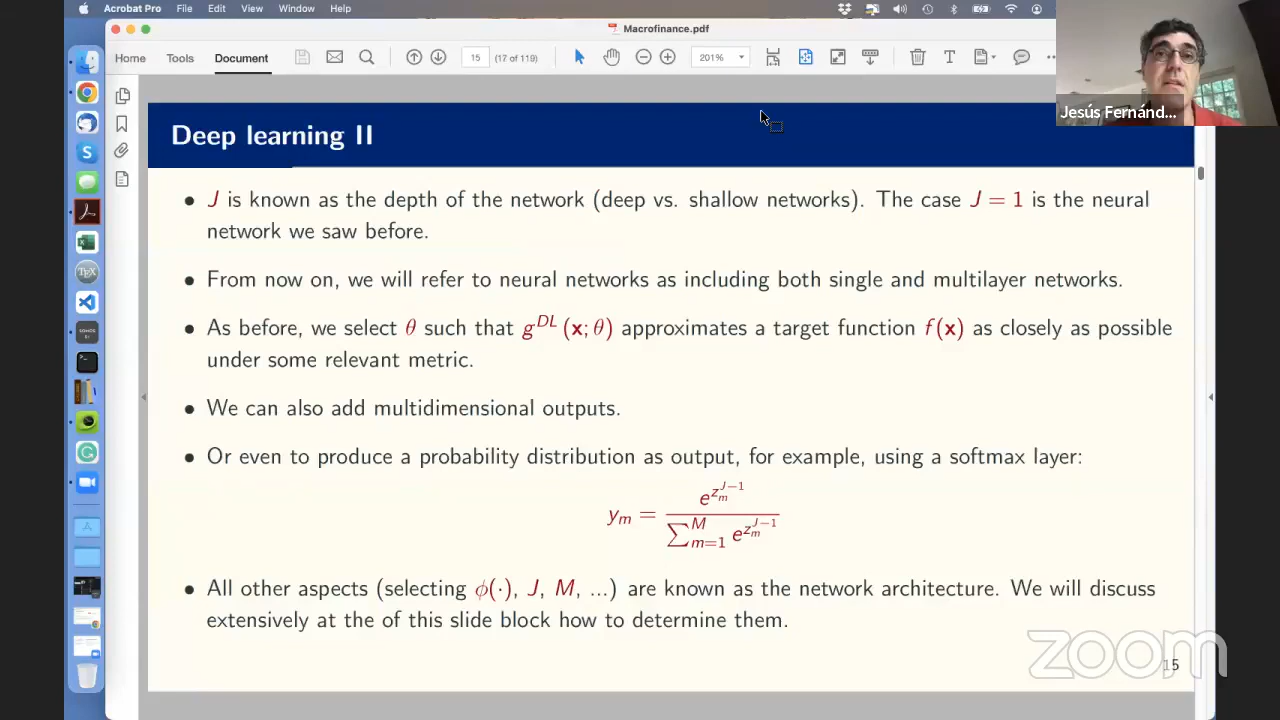 Acrobat Pro File Edit View Window Help
Macrofinance.pdf
Home Tools Document 15 (17 of 119) 201%
Jesús Fernánd...
Deep learning II
• J is known as the depth of the network (deep vs. shallow networks). The case J = 1 is the neural
network we saw before.
• From now on, we will refer to neural networks as including both single and multilayer networks.
• As before, we select θ such that g^{DL}(x; θ) approximates a target function f(x) as closely as possible
under some relevant metric.
• We can also add multidimensional outputs.
• Or even to produce a probability distribution as output, for example, using a softmax layer:
y_m = \frac{e^{z_m^{J-1}}}{\sum_{m=1}^{M} e^{z_m^{J-1}}}
• All other aspects (selecting ϕ(·), J, M, ...) are known as the network architecture. We will discuss
extensively at the of this slide block how to determine them.
zoom
15